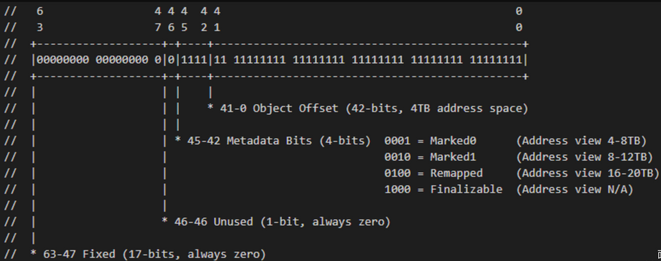 //   6                 4 4 4  4 4                                             0
//   3                 7 6 5  2 1                                             0
//  +-------------------+-+----+-----------------------------------------------+
//  |00000000 00000000 0|0|1111|11 11111111 11111111 11111111 11111111 11111111|
//  +-------------------+-+----+-----------------------------------------------+
//  |                   | |    |
//  |                   | |    * 41-0 Object Offset (42-bits, 4TB address space)
//  |                   | |
//  |                   | * 45-42 Metadata Bits (4-bits)  0001 = Marked0      (Address view 4-8TB)
//  |                   |                                 0010 = Marked1      (Address view 8-12TB)
//  |                   |                                 0100 = Remapped     (Address view 16-20TB)
//  |                   |                                 1000 = Finalizable  (Address view N/A)
//  |                   |
//  |                   * 46-46 Unused (1-bit, always zero)
//  |
//  * 63-47 Fixed (17-bits, always zero)